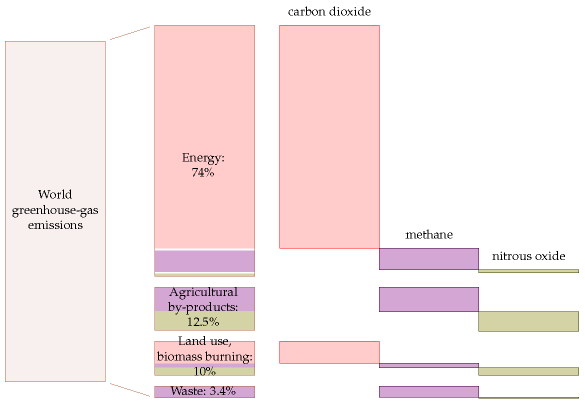 carbon dioxide
Energy:
74%
World
greenhouse-gas
emissions
methane
nitrous oxide
Agricultural
by-products:
12.5%
Land use,
biomass burning:
10%
Waste: 3.4%